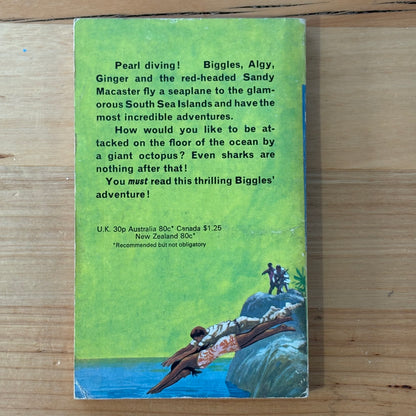 Pearl diving! Biggles, Algy,
Ginger and the red-headed Sandy
Macaster fly a seaplane to the glam-
orous South Sea Islands and have the
most incredible adventures.
How would you like to be at-
tacked on the floor of the ocean by
a giant octopus? Even sharks are
nothing after that!
You must read this thrilling Biggles'
adventure!
U.K. 30p Australia 80c* Canada $1.25
New Zealand 80c*
*Recommended but not obligatory